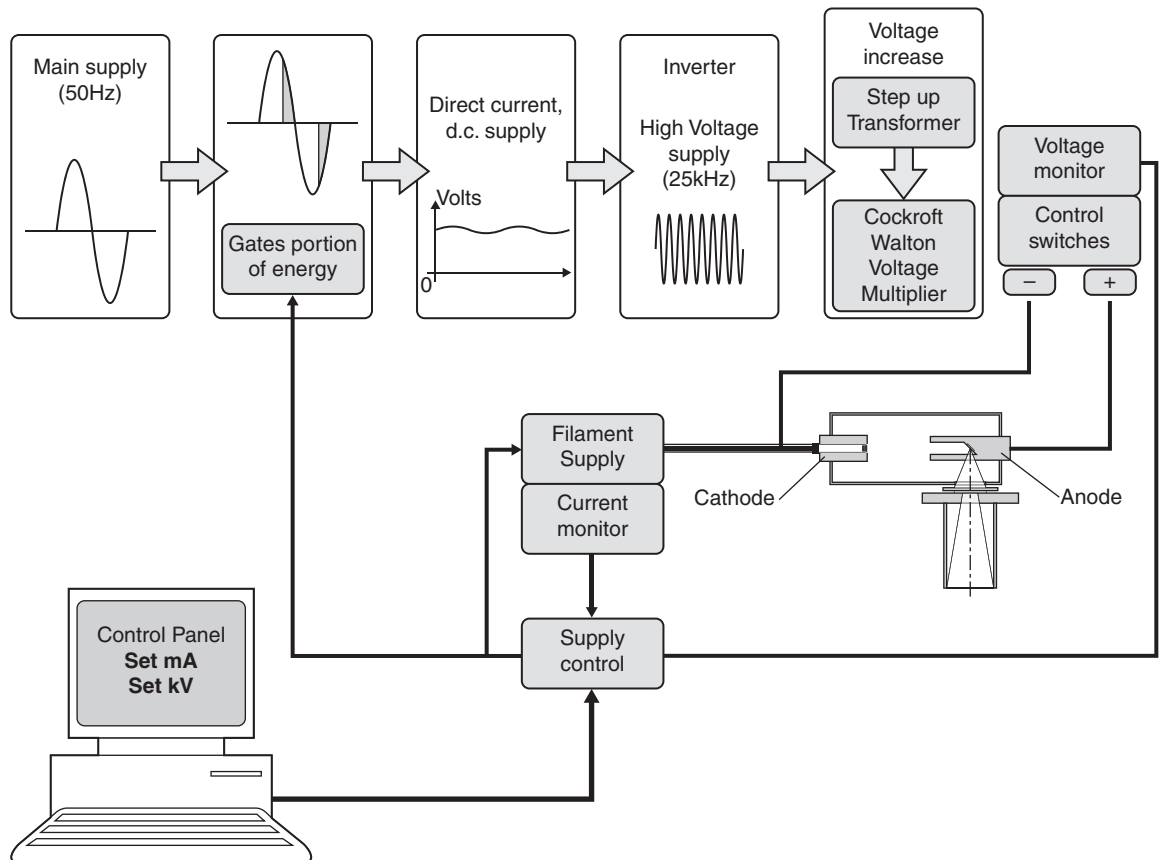 Main supply
(50Hz)
Gates portion
of energy
Direct current,
d.c. supply
Volts
0
Inverter
High Voltage
supply
(25kHz)
Voltage
increase
Step up
Transformer
Cockroft
Walton
Voltage
Multiplier
Voltage
monitor
Control
switches
–
+
Filament
Supply
Current
monitor
Cathode
Anode
Supply
control
Control Panel
Set mA
Set kV